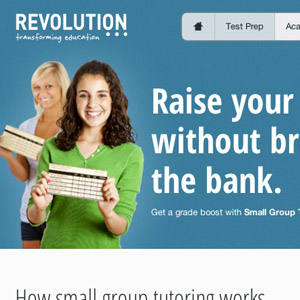 REVOLUTION
transforming education
Test Prep
Aca
Raise your
without br
the bank.
Get a grade boost with Small Group T
How small group tutoring works